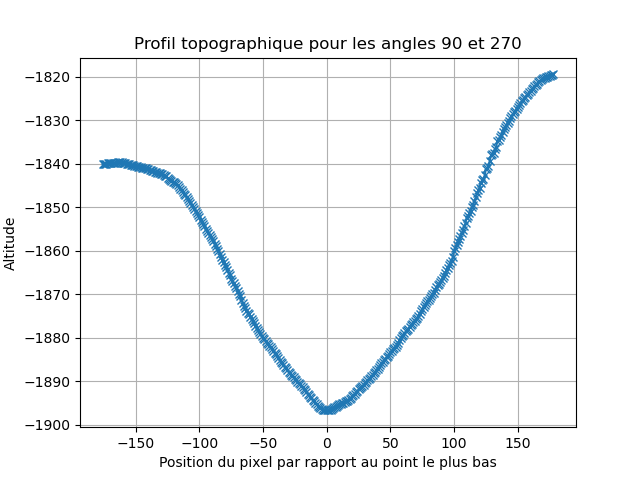 Profil topographique pour les angles 90 et 270
Altitude
−1820
−1830
−1840
−1850
−1860
−1870
−1880
−1890
−1900
−150 −100 −50 0 50 100 150
Position du pixel par rapport au point le plus bas